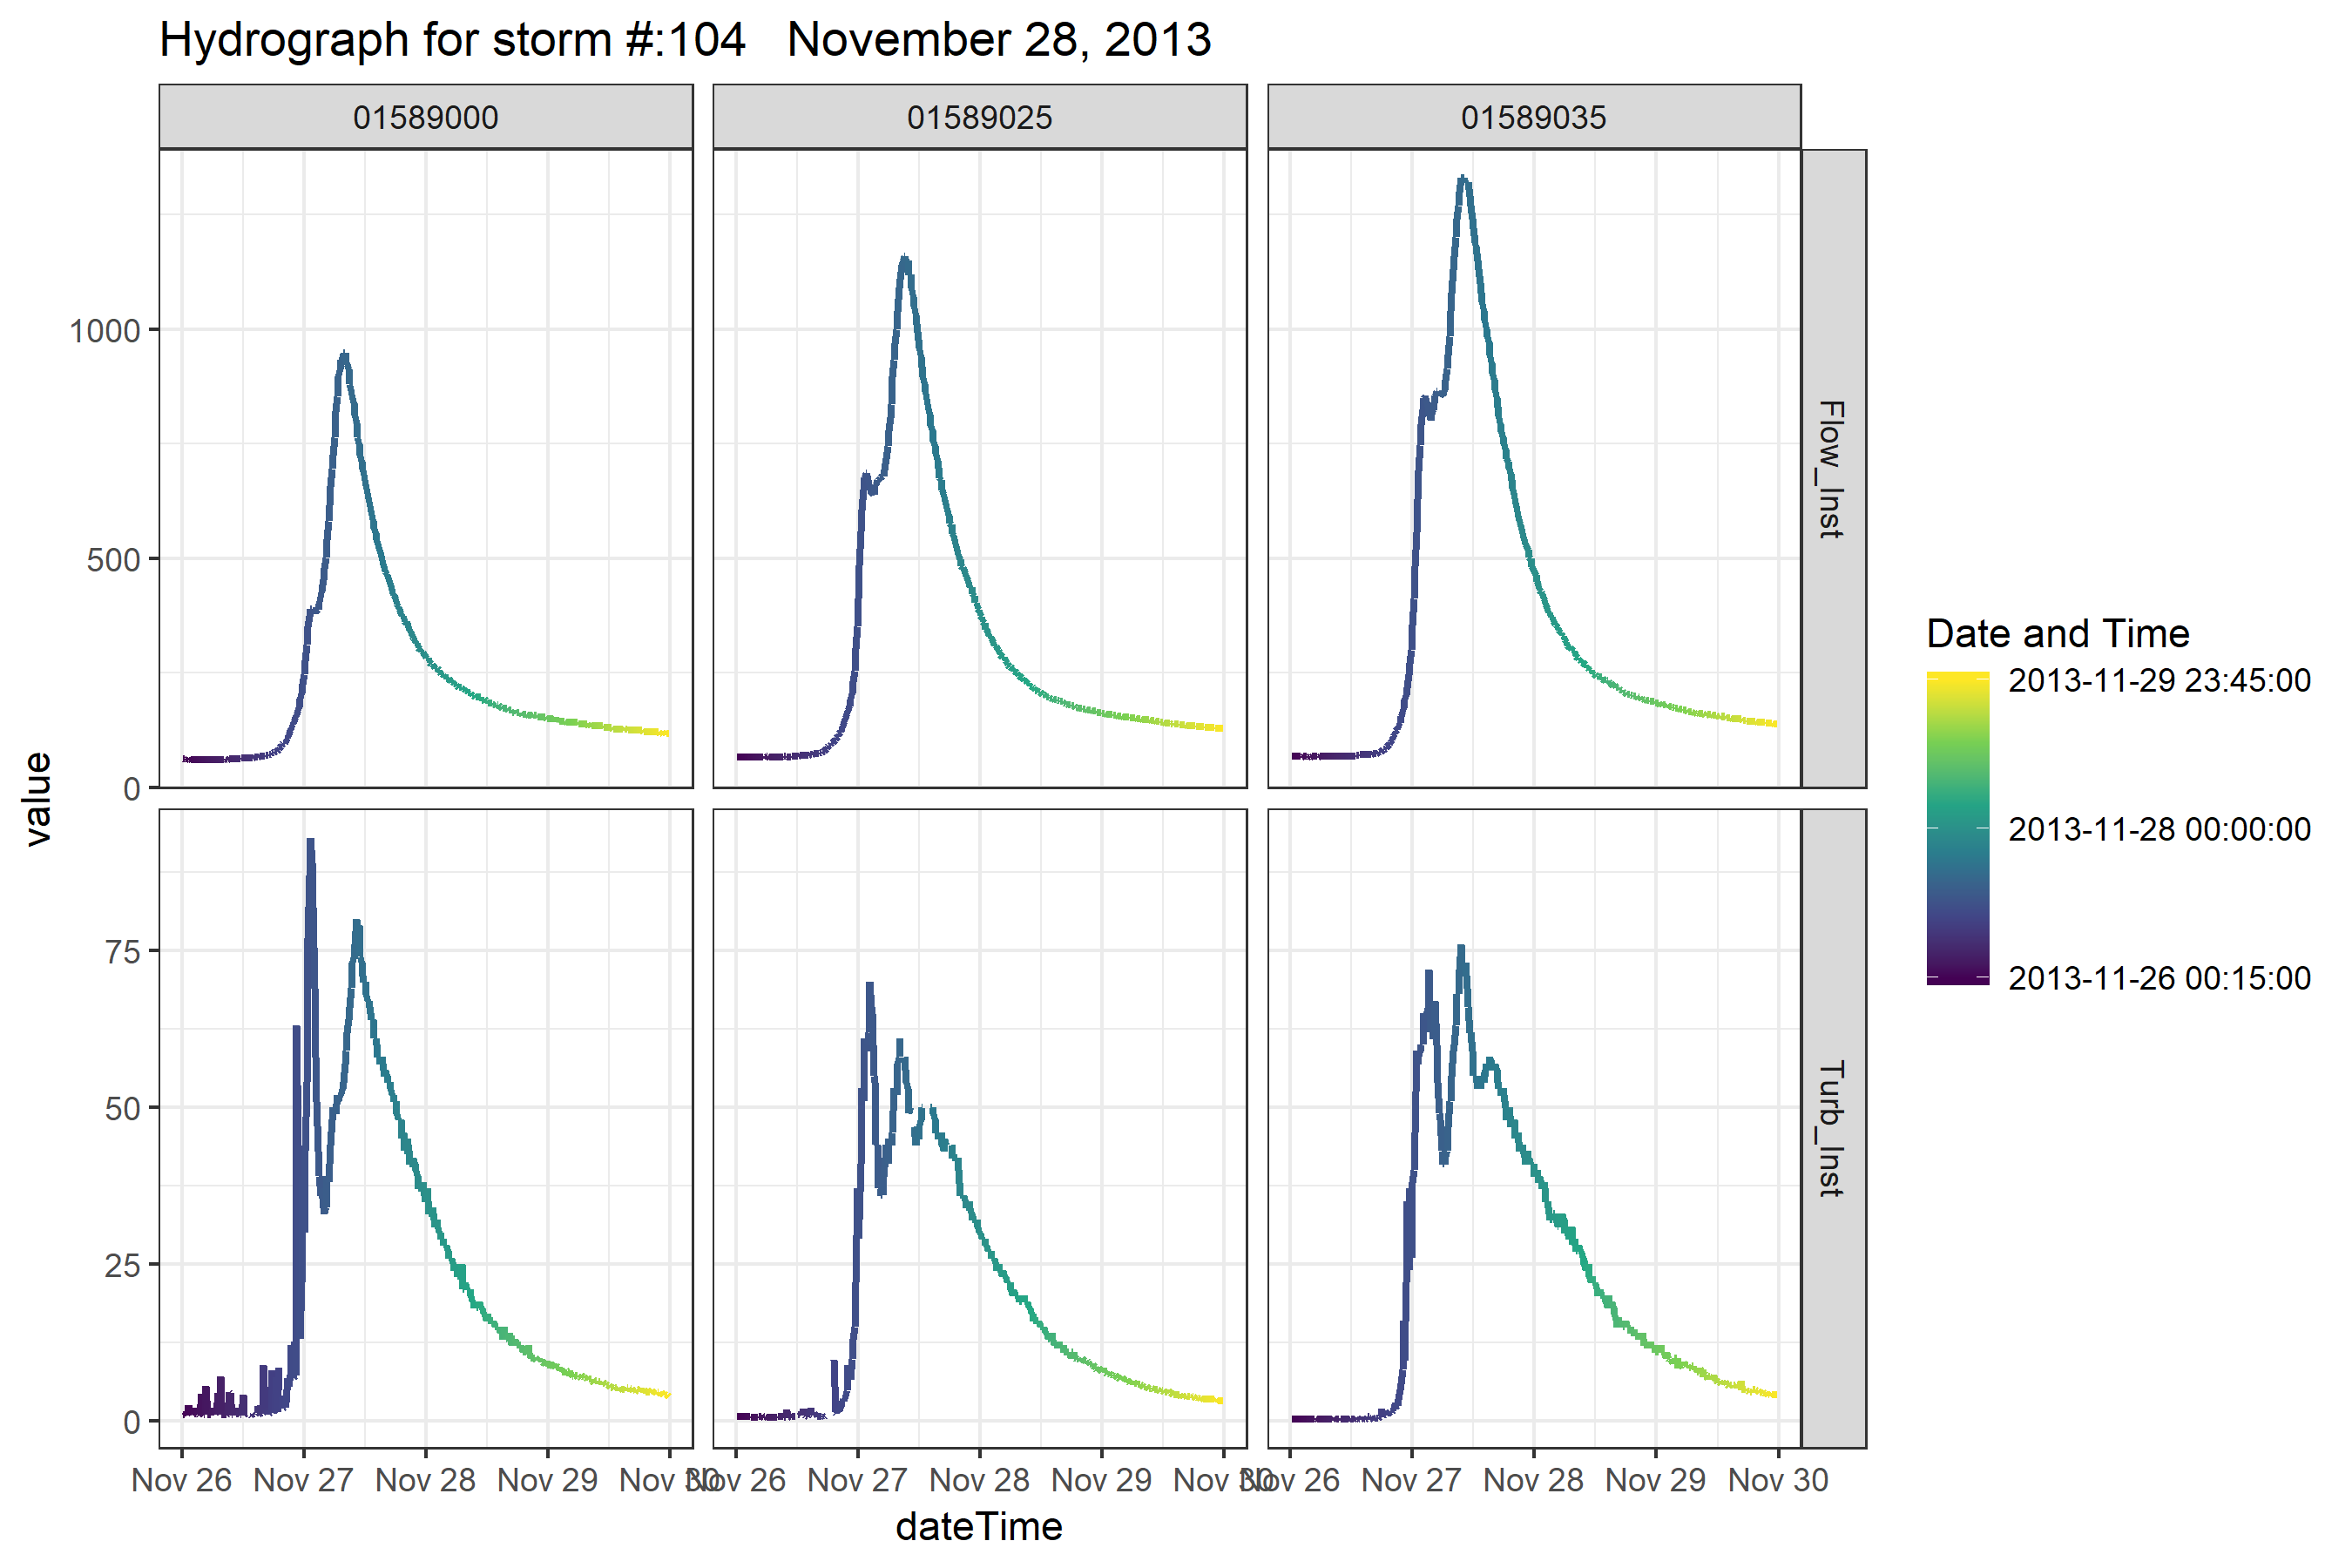 Hydrograph for storm #:104   November 28, 2013
01589000 01589025 01589035
Flow_Inst
1000
500
0
value
Turb_Inst
75
50
25
0
Nov 26 Nov 27 Nov 28 Nov 29 Nov 30 Nov 26 Nov 27 Nov 28 Nov 29 Nov 30 Nov 26 Nov 27 Nov 28 Nov 29 Nov 30
dateTime
Date and Time
2013-11-29 23:45:00
2013-11-28 00:00:00
2013-11-26 00:15:00